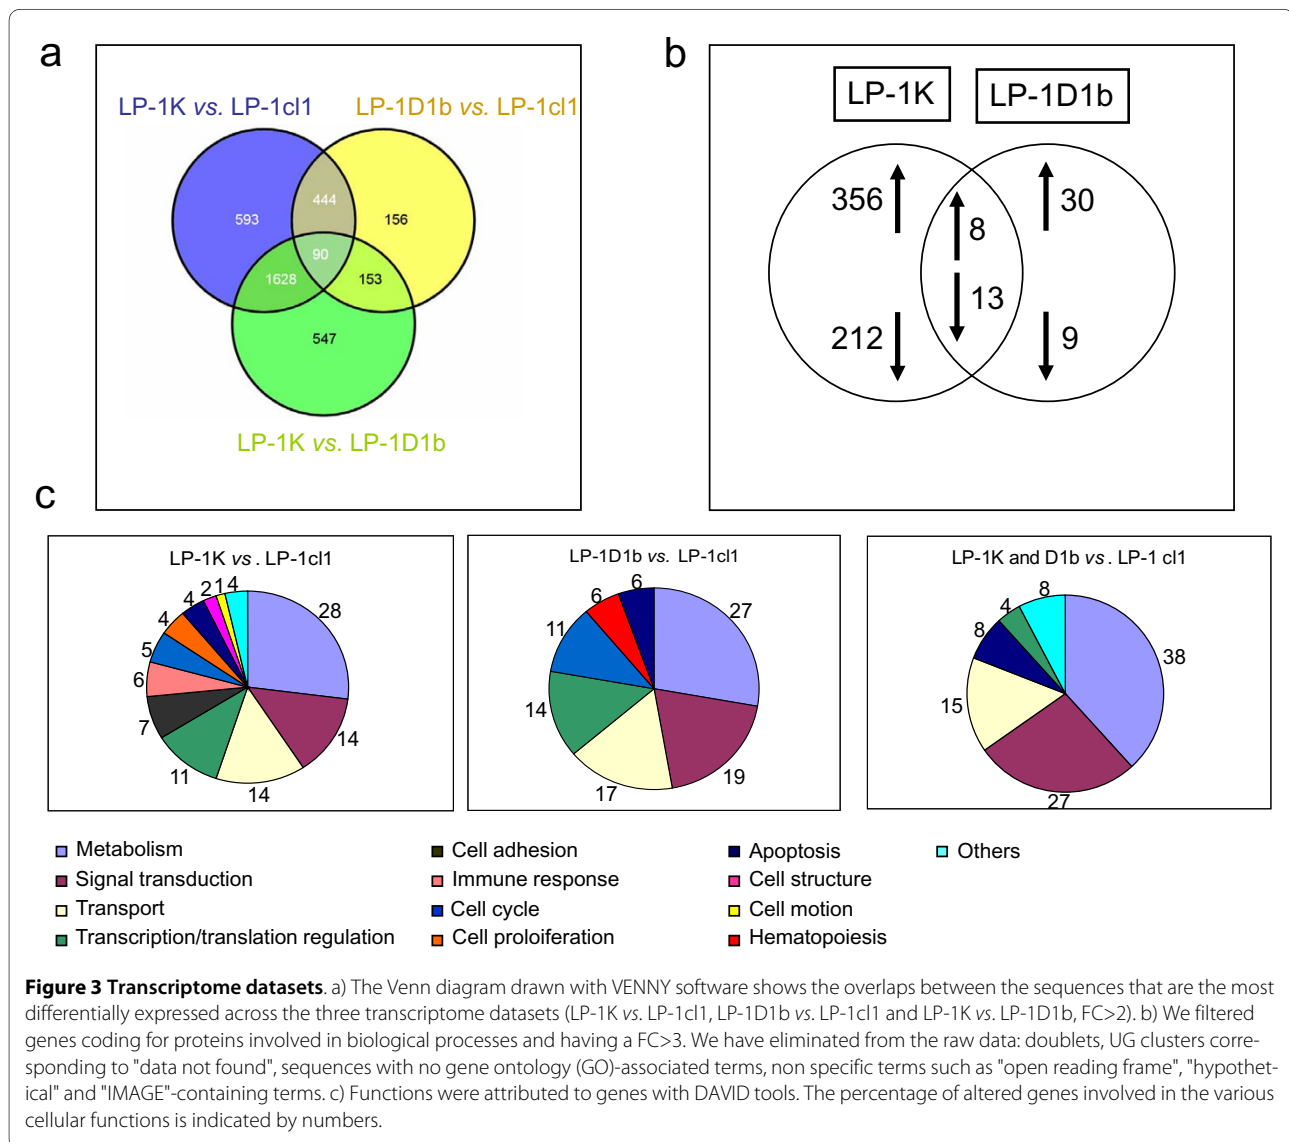 a
LP-1K vs. LP-1cl1
LP-1D1b vs. LP-1cl1
593
444
156
90
1628
153
547
LP-1K vs. LP-1D1b
b
LP-1K
LP-1D1b
356
8
30
212
13
9
c
LP-1K vs . LP-1cl1
28
14
14
11
7
6
5
4
4
2
1
4
LP-1D1b vs. LP-1cl1
27
19
17
14
11
6
6
LP-1K and D1b vs . LP-1 cl1
38
27
15
8
4
8
Metabolism
Signal transduction
Transport
Transcription/translation regulation
Cell adhesion
Immune response
Cell cycle
Cell proloiferation
Apoptosis
Cell structure
Cell motion
Hematopoiesis
Others
Figure 3 Transcriptome datasets. a) The Venn diagram drawn with VENNY software shows the overlaps between the sequences that are the most
differentially expressed across the three transcriptome datasets (LP-1K vs. LP-1cl1, LP-1D1b vs. LP-1cl1 and LP-1K vs. LP-1D1b, FC>2). b) We filtered
genes coding for proteins involved in biological processes and having a FC>3. We have eliminated from the raw data: doublets, UG clusters corre-
sponding to "data not found", sequences with no gene ontology (GO)-associated terms, non specific terms such as "open reading frame", "hypothet-
ical" and "IMAGE"-containing terms. c) Functions were attributed to genes with DAVID tools. The percentage of altered genes involved in the various
cellular functions is indicated by numbers.